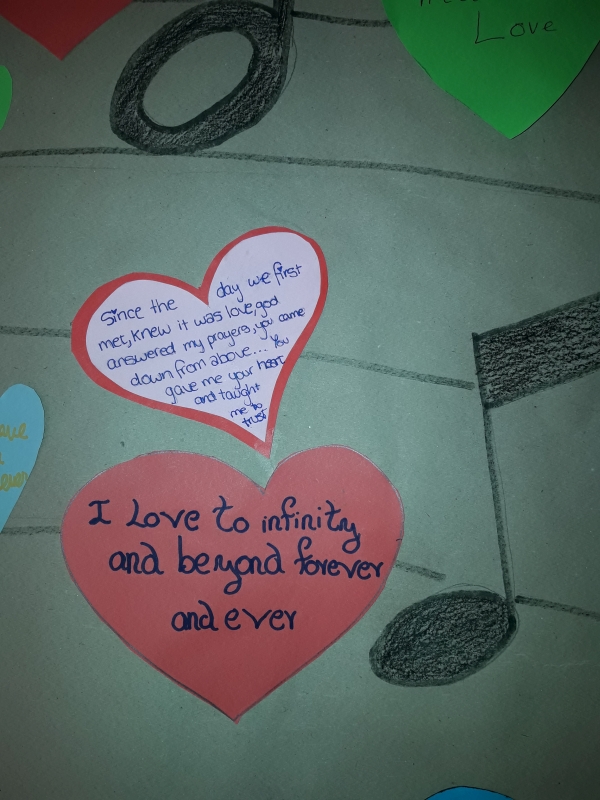 Love
Since the day we first
met, knew it was love, god
answered my prayers, you came
down from above... You
gave me your heart
and taught
me to
trust
I Love to infinity
and beyond forever
and ever